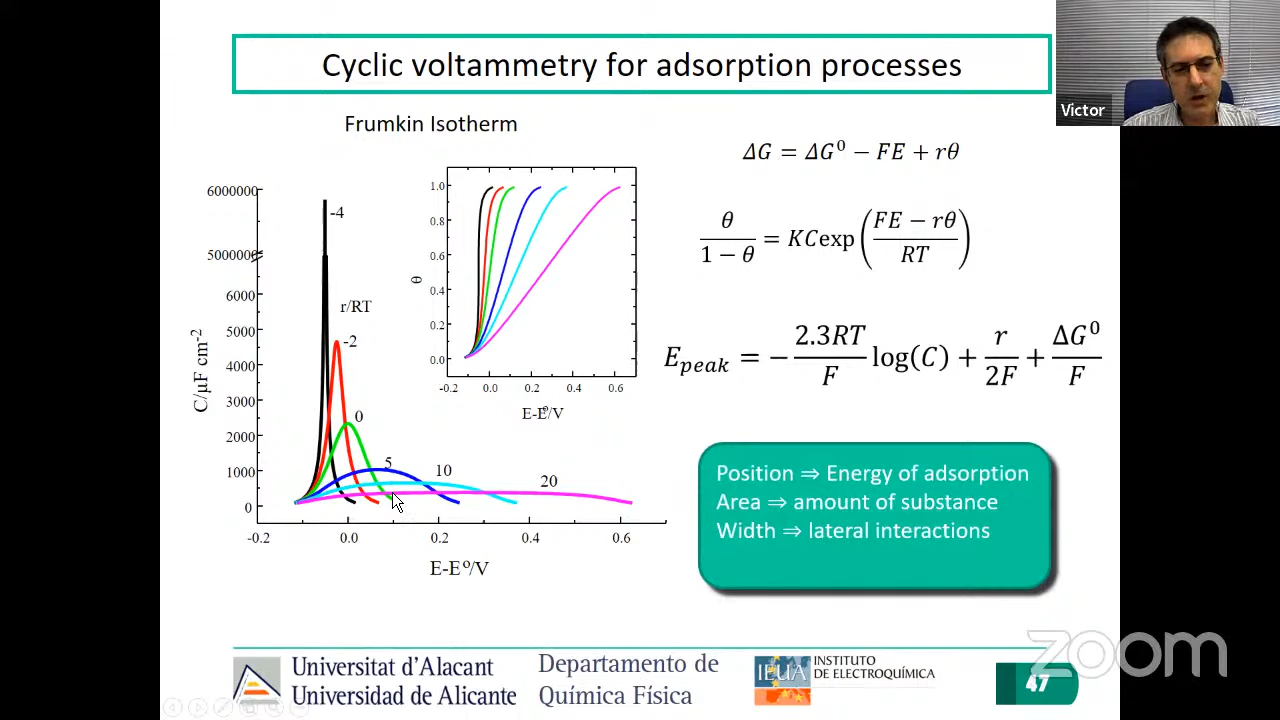 Cyclic voltammetry for adsorption processes
Victor
Frumkin Isotherm
ΔG = ΔG⁰ − FE + rθ
θ/(1 − θ) = KCexp((FE − rθ)/RT)
E_peak = −(2.3RT/F) log(C) + r/2F + ΔG⁰/F
6000000
5000000
6000
5000
4000
3000
2000
1000
0
C/µF cm⁻²
-4
r/RT
-2
0
5
10
20
-0.2 0.0 0.2 0.4 0.6
E-Eº/V
1.0
0.8
0.6
0.4
0.2
0.0
θ
-0.2 0.0 0.2 0.4 0.6
E-Eº/V
Position ⇒ Energy of adsorption
Area ⇒ amount of substance
Width ⇒ lateral interactions
Universitat d'Alacant
Universidad de Alicante
Departamento de
Química Física
IEUA
INSTITUTO
DE ELECTROQUÍMICA
47
zoom